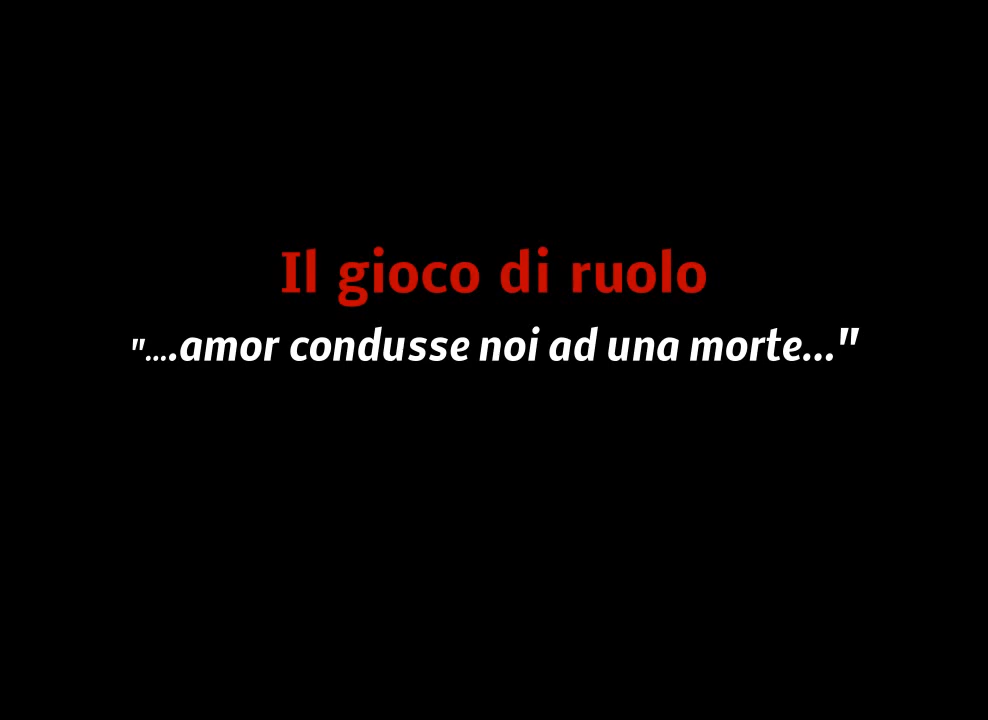 Il gioco di ruolo
"....amor condusse noi ad una morte..."